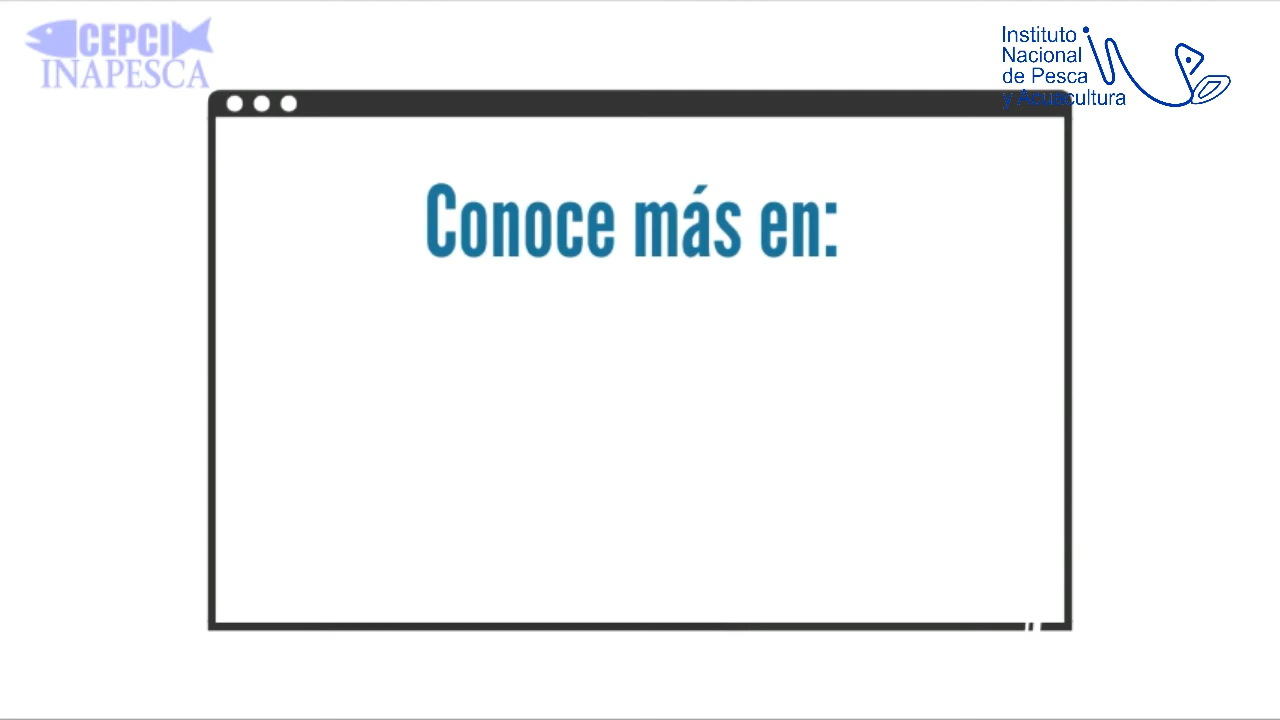 CEPCI
INAPESCA
Instituto
Nacional
de Pesca
y Acuacultura
Conoce más en: